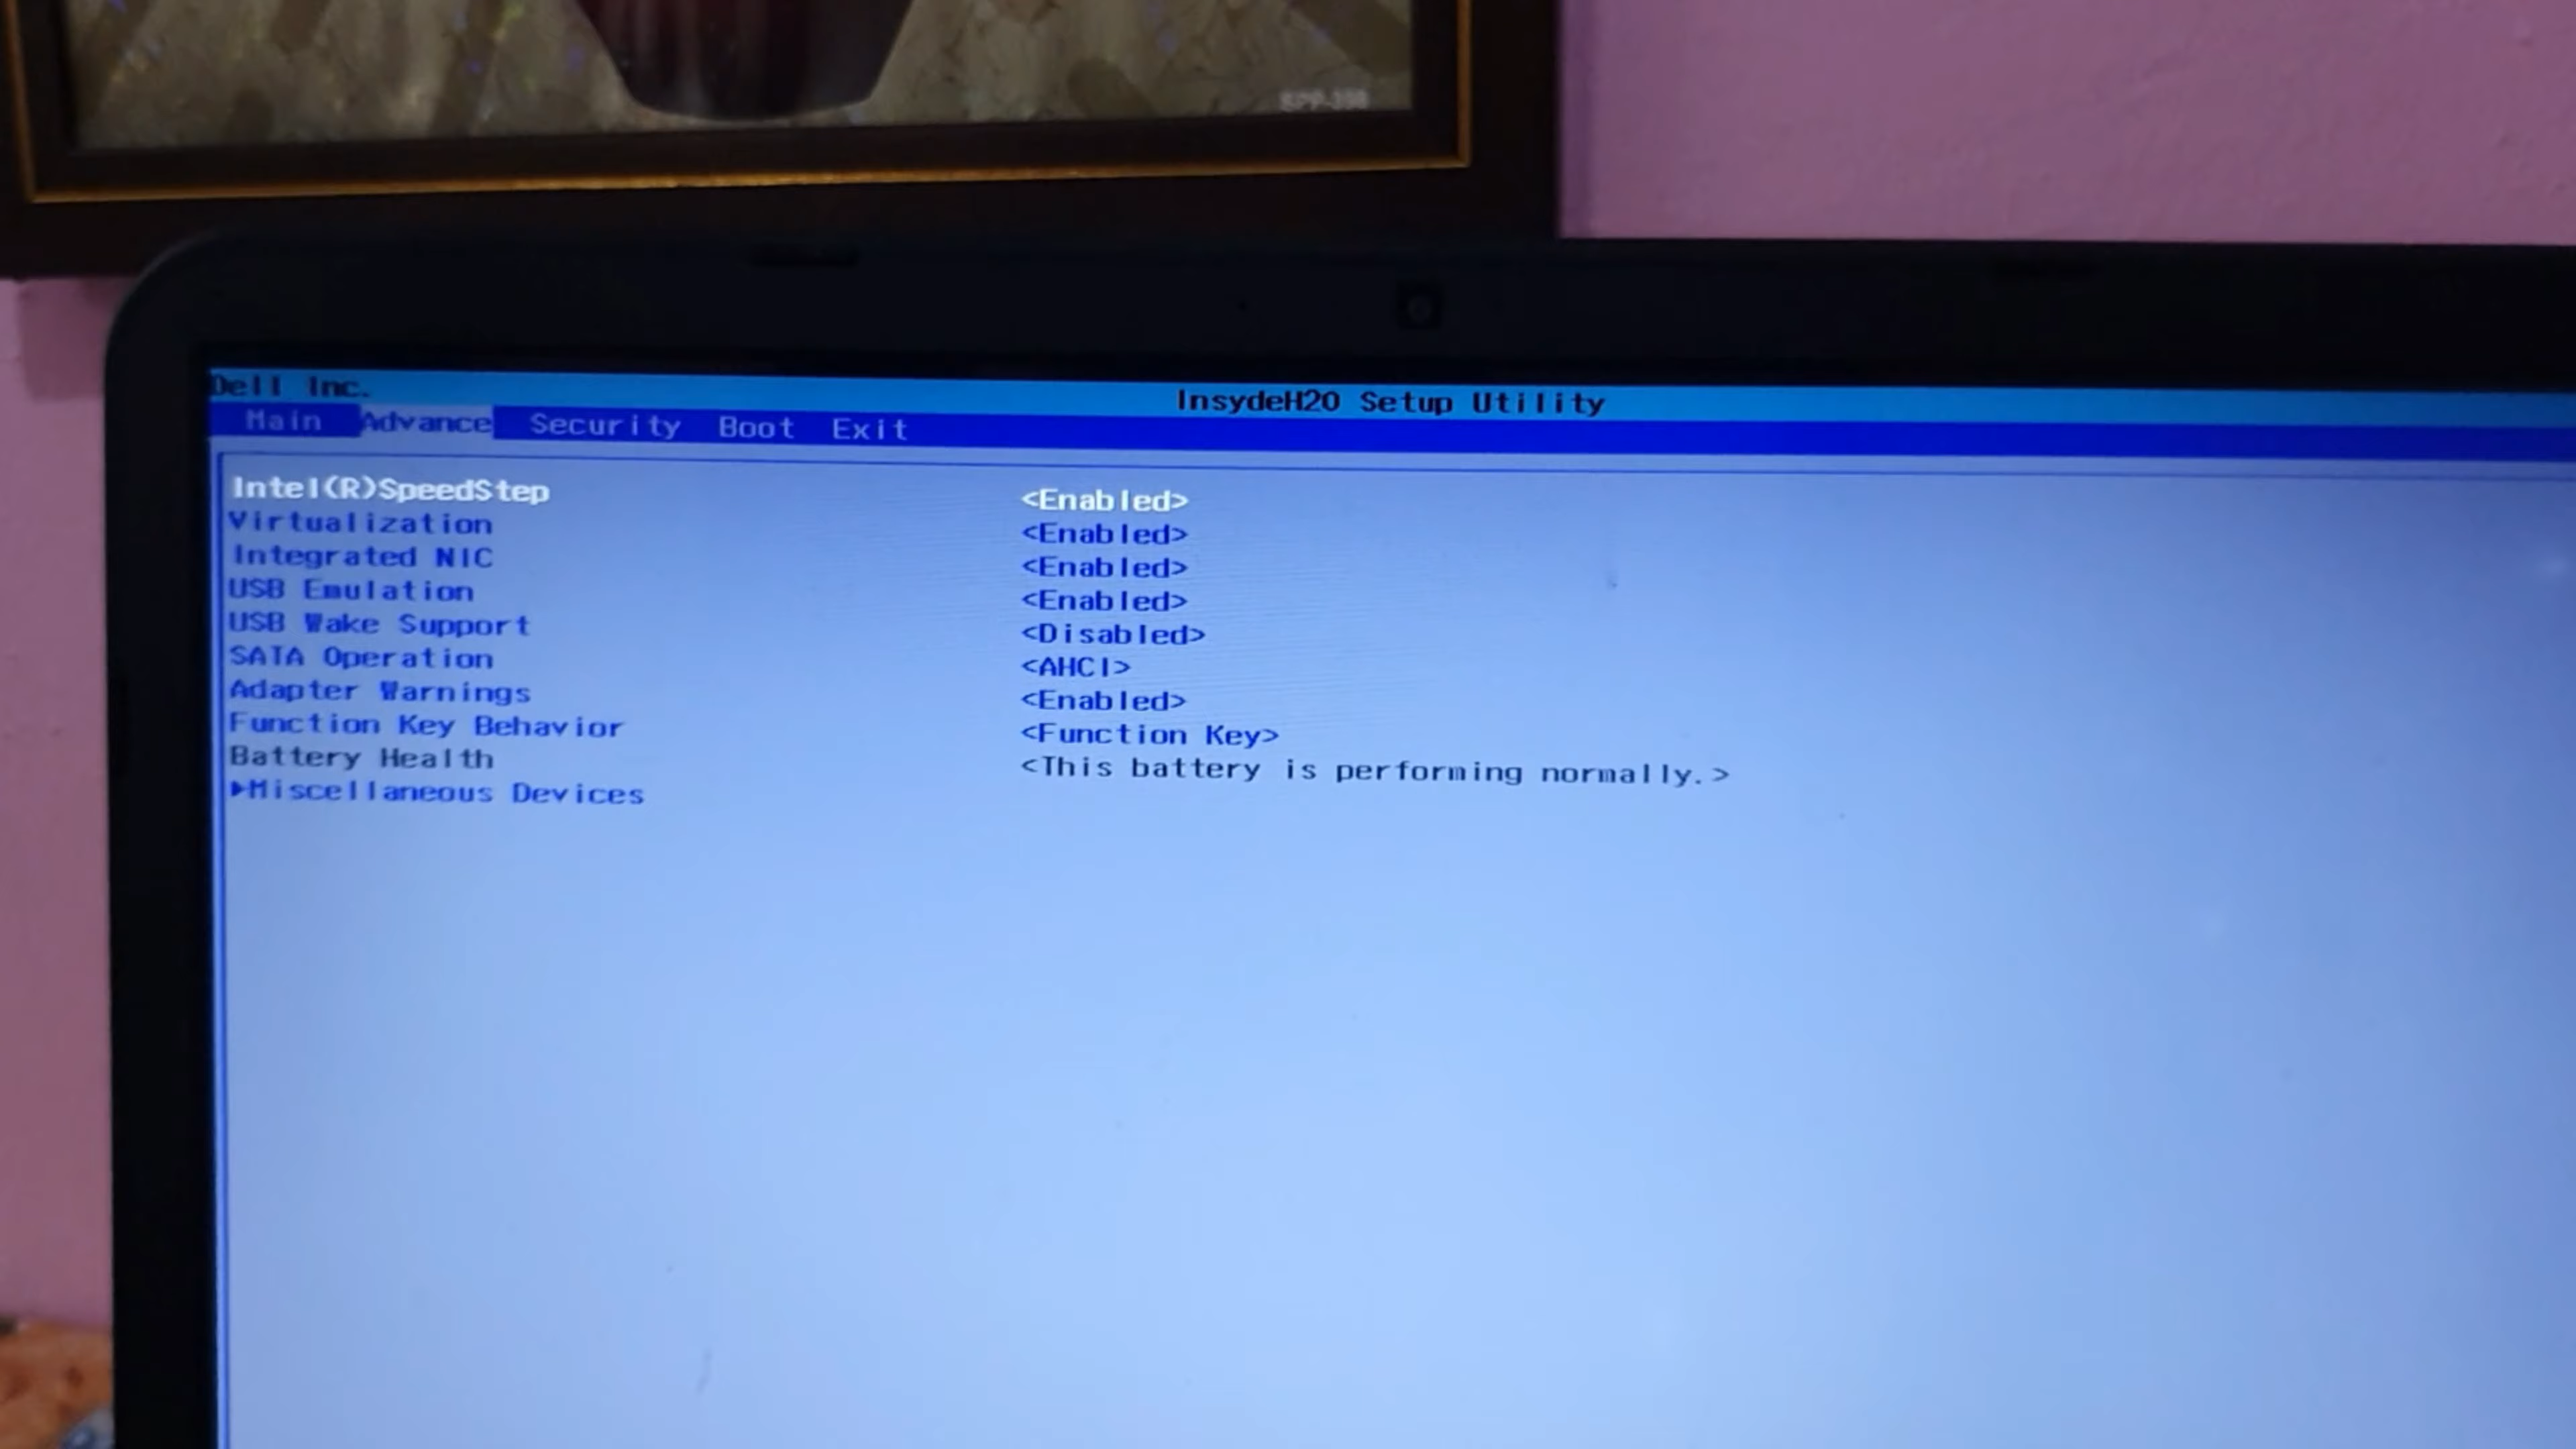 Dell Inc.
InsydeH2O Setup Utility
Main Advance Security Boot Exit
Intel(R)SpeedStep <Enabled>
Virtualization <Enabled>
Integrated NIC <Enabled>
USB Emulation <Enabled>
USB Wake Support <Disabled>
SATA Operation <AHCI>
Adapter Warnings <Enabled>
Function Key Behavior <Function Key>
Battery Health <This battery is performing normally.>
▶Miscellaneous Devices